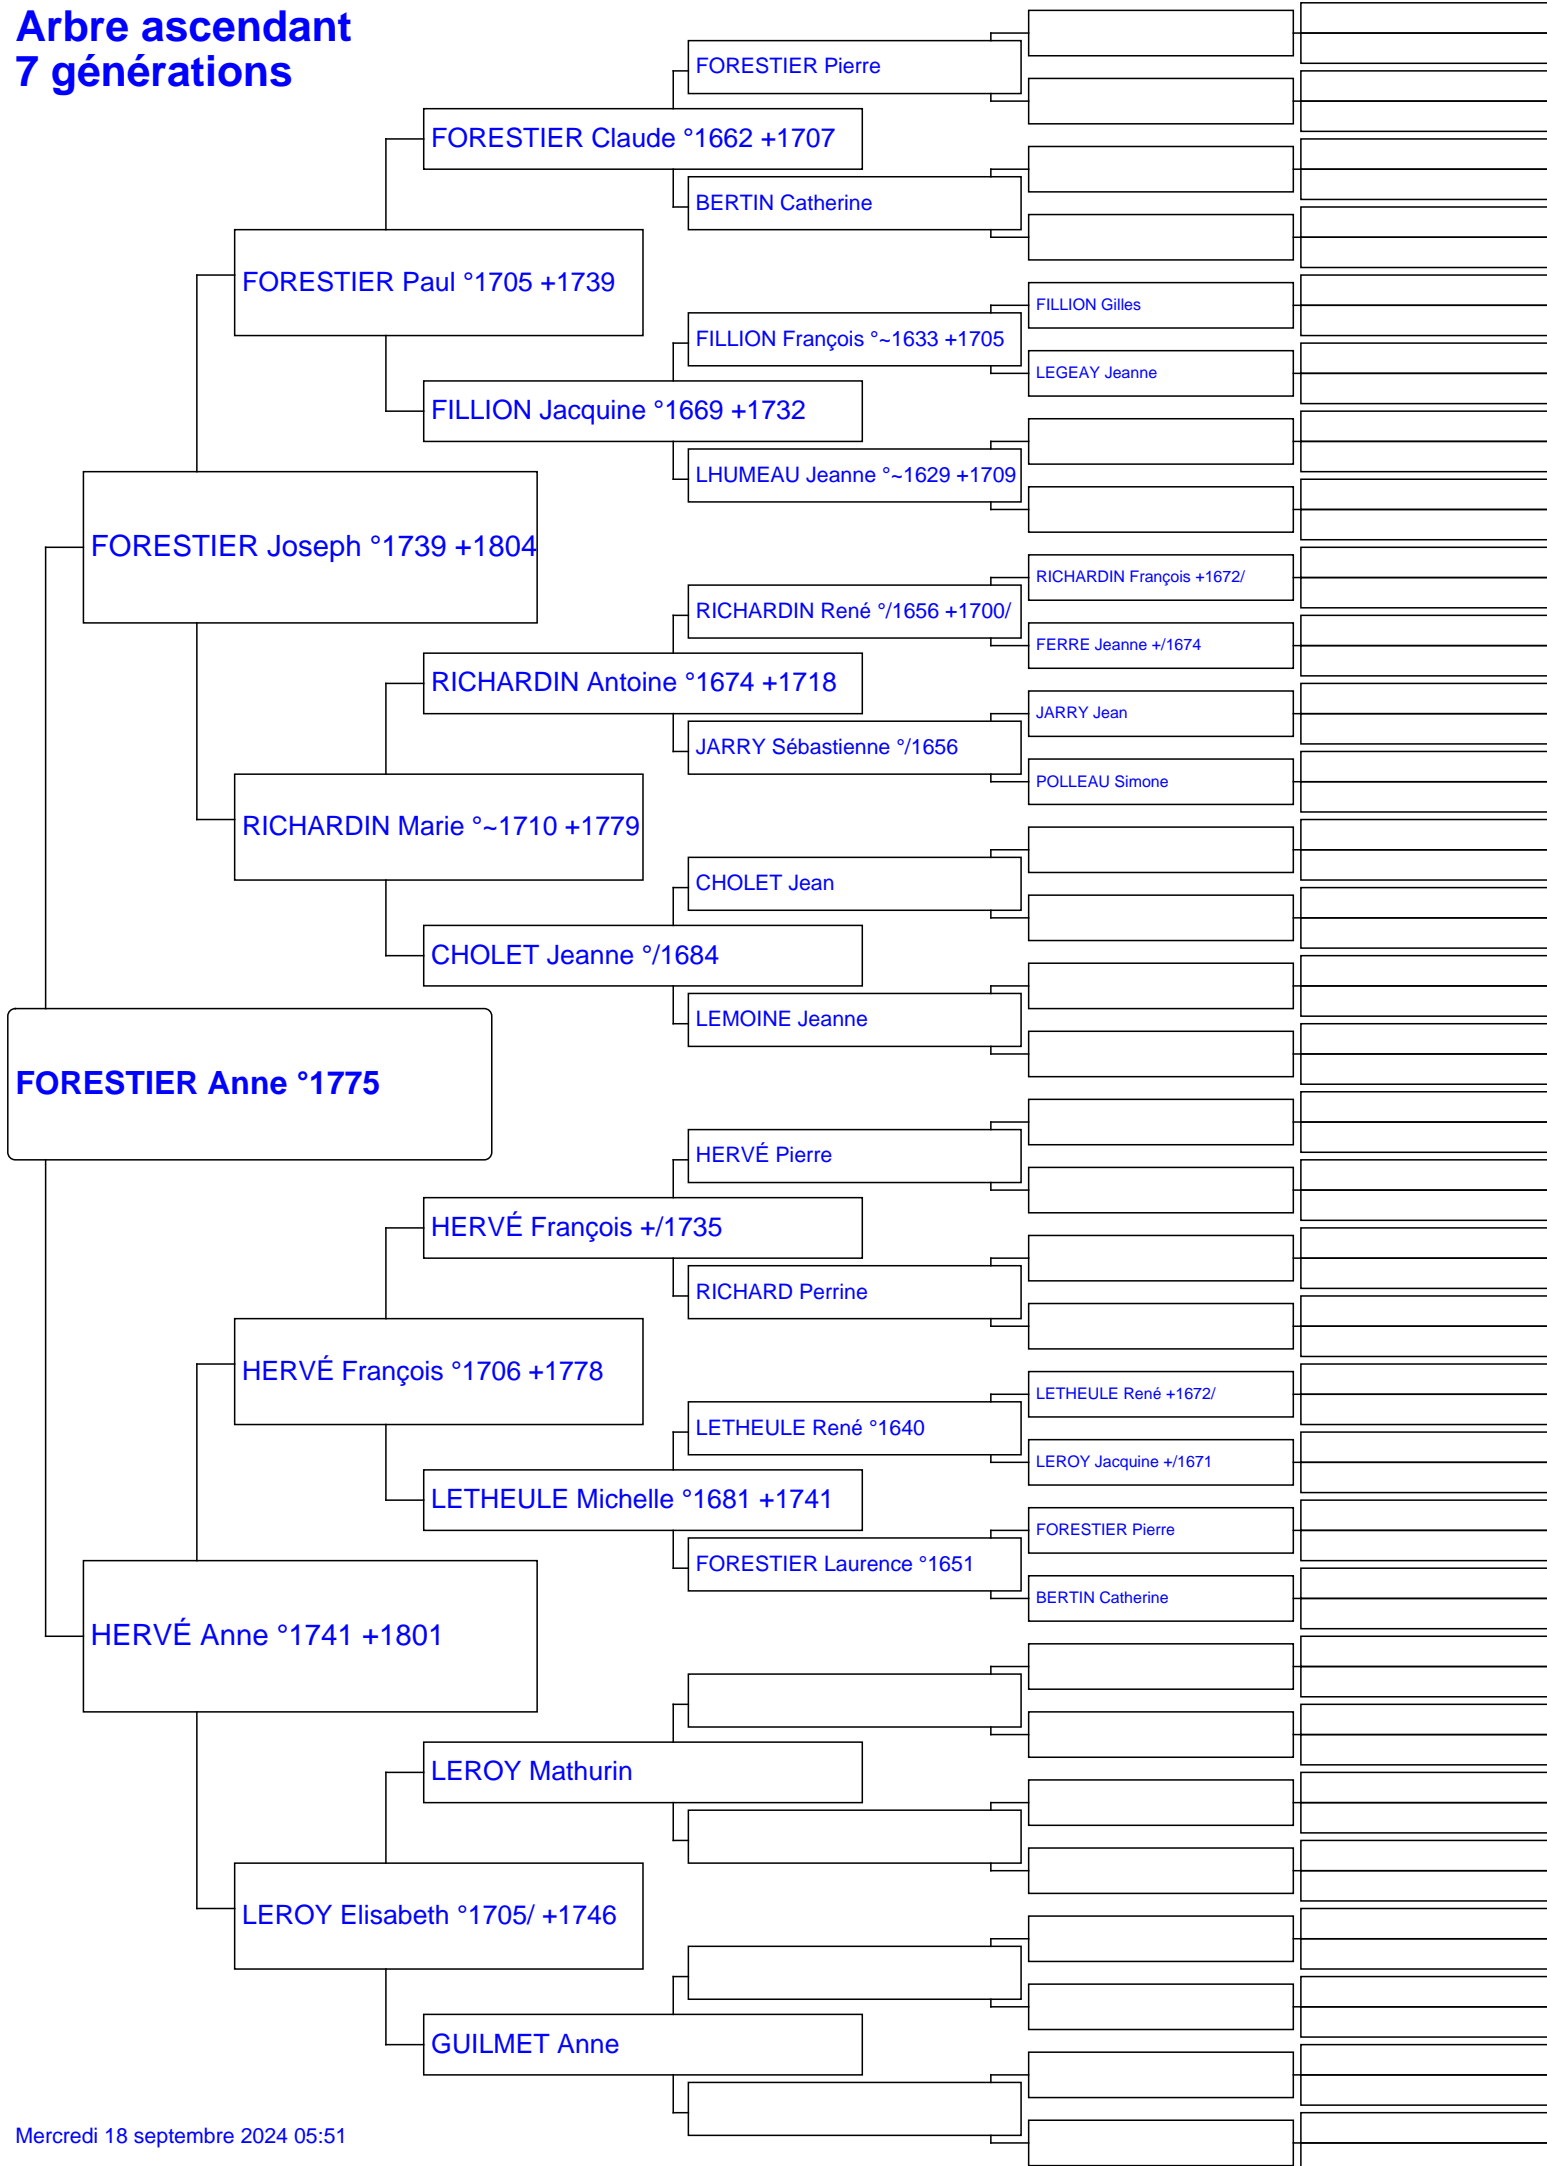 Arbre ascendant
7 générations
FORESTIER Pierre
FORESTIER Claude °1662 +1707
BERTIN Catherine
FORESTIER Paul °1705 +1739
FILLION Gilles
FILLION François °~1633 +1705
LEGEAY Jeanne
FILLION Jacquine °1669 +1732
LHUMEAU Jeanne °~1629 +1709
FORESTIER Joseph °1739 +1804
RICHARDIN François +1672/
RICHARDIN René °/1656 +1700/
FERRE Jeanne +/1674
RICHARDIN Antoine °1674 +1718
JARRY Jean
JARRY Sébastienne °/1656
POLLEAU Simone
RICHARDIN Marie °~1710 +1779
CHOLET Jean
CHOLET Jeanne °/1684
LEMOINE Jeanne
FORESTIER Anne °1775
HERVÉ Pierre
HERVÉ François +/1735
RICHARD Perrine
HERVÉ François °1706 +1778
LETHEULE René +1672/
LETHEULE René °1640
LEROY Jacquine +/1671
LETHEULE Michelle °1681 +1741
FORESTIER Pierre
FORESTIER Laurence °1651
BERTIN Catherine
HERVÉ Anne °1741 +1801
LEROY Mathurin
LEROY Elisabeth °1705/ +1746
GUILMET Anne
Mercredi 18 septembre 2024 05:51